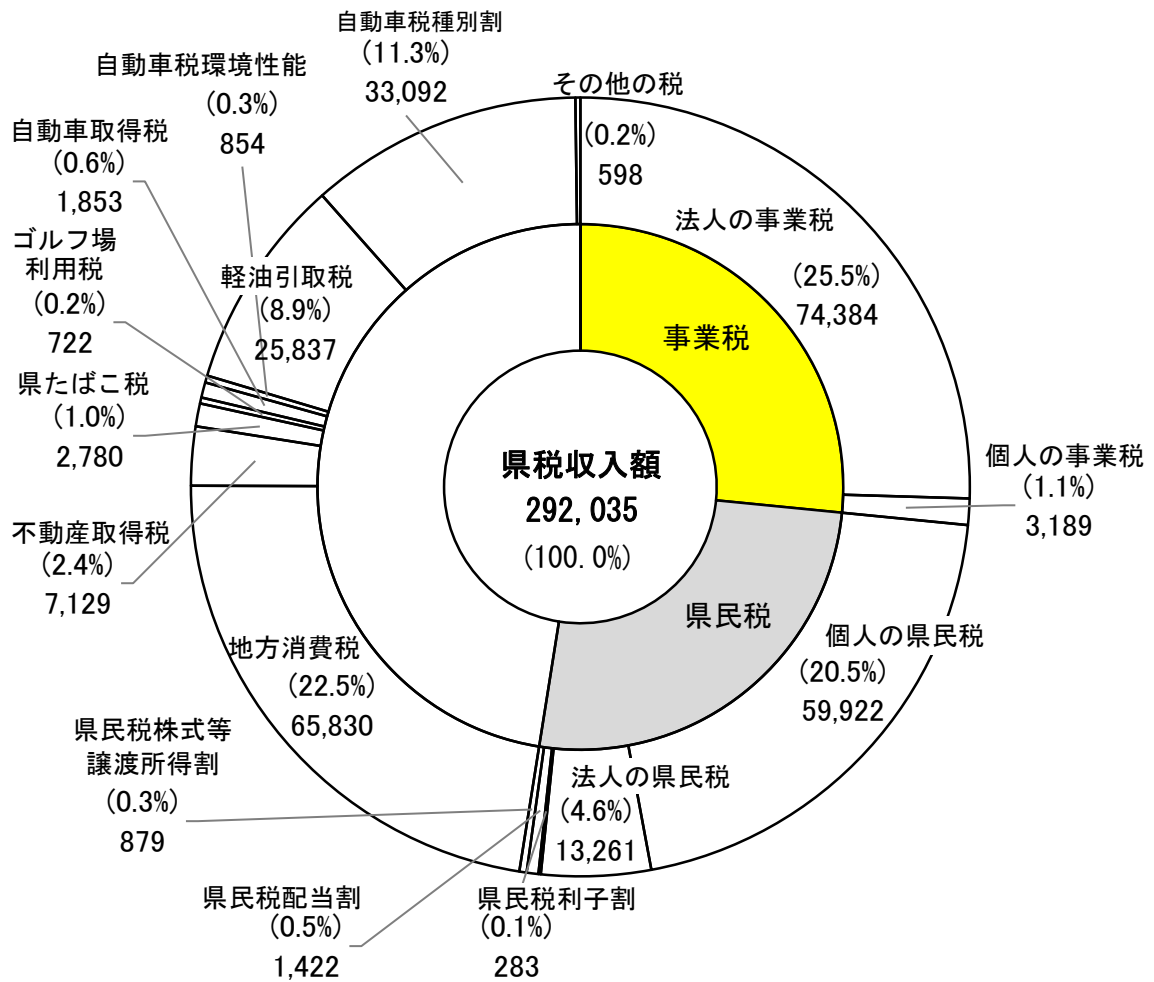 自動車税種別割
(11.3%)
33,092
その他の税
(0.2%)
598
法人の事業税
(25.5%)
74,384
事業税
個人の事業税
(1.1%)
3,189
県税収入額
292,035
(100.0%)
県民税
個人の県民税
(20.5%)
59,922
法人の県民税
(4.6%)
13,261
県民税利子割
(0.1%)
283
県民税配当割
(0.5%)
1,422
県民税株式等
譲渡所得割
(0.3%)
879
地方消費税
(22.5%)
65,830
不動産取得税
(2.4%)
7,129
県たばこ税
(1.0%)
2,780
ゴルフ場
利用税
(0.2%)
722
自動車取得税
(0.6%)
1,853
自動車税環境性能
(0.3%)
854
軽油引取税
(8.9%)
25,837